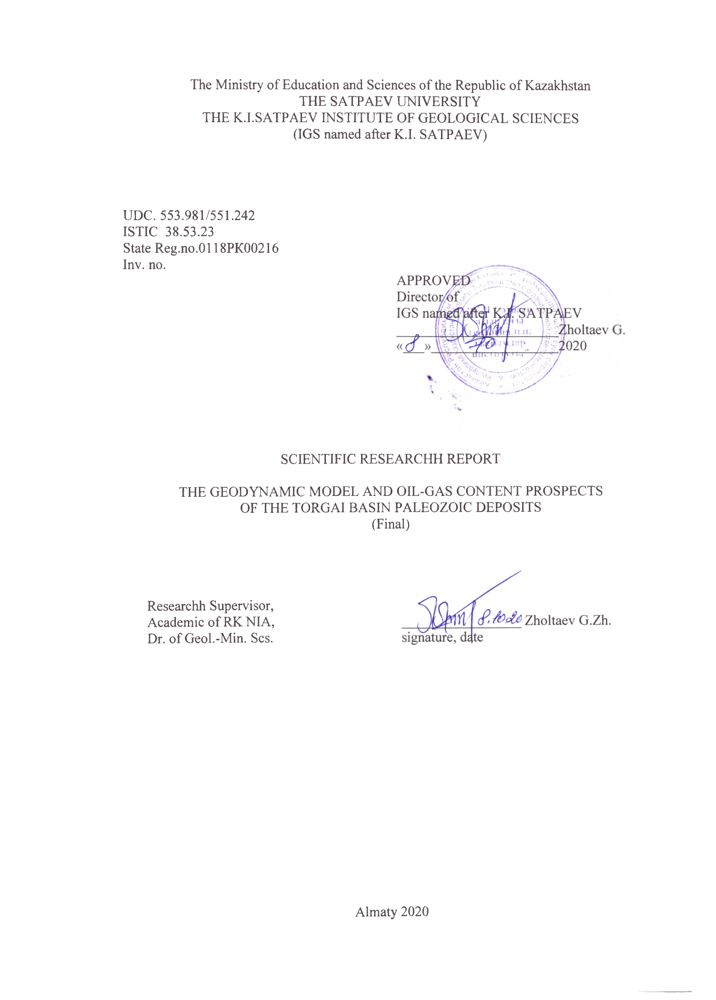 The Ministry of Education and Sciences of the Republic of Kazakhstan
THE SATPAEV UNIVERSITY
THE K.I.SATPAEV INSTITUTE OF GEOLOGICAL SCIENCES
(IGS named after K.I. SATPAEV)
UDC. 553.981/551.242
ISTIC 38.53.23
State Reg.no.0118РК00216
Inv. no.
APPROVED
Director of
IGS named after K.I. SATPAEV
Zholtaev G.
«8» 10 2020
SCIENTIFIC RESEARCHH REPORT
THE GEODYNAMIC MODEL AND OIL-GAS CONTENT PROSPECTS
OF THE TORGAI BASIN PALEOZOIC DEPOSITS
(Final)
Researchh Supervisor,
Academic of RK NIA,
Dr. of Geol.-Min. Scs.
8.10.20 Zholtaev G.Zh.
signature, date
Almaty 2020